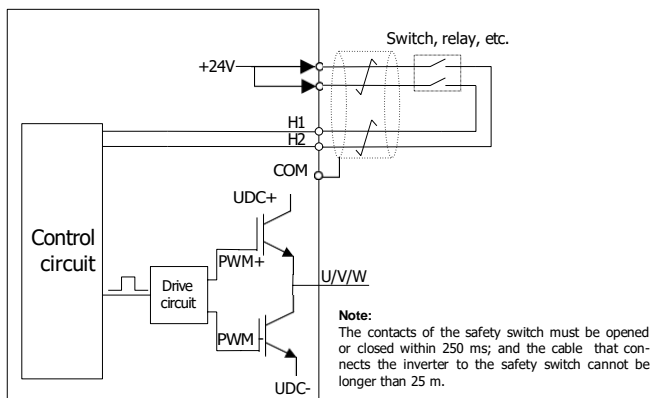 Switch, relay, etc.
+24V
H1
H2
COM
UDC+
Control
circuit
PWM+
Drive
circuit
U/V/W
PWM -
UDC-
Note:
The contacts of the safety switch must be opened
or closed within 250 ms; and the cable that con-
nects the inverter to the safety switch cannot be
longer than 25 m.